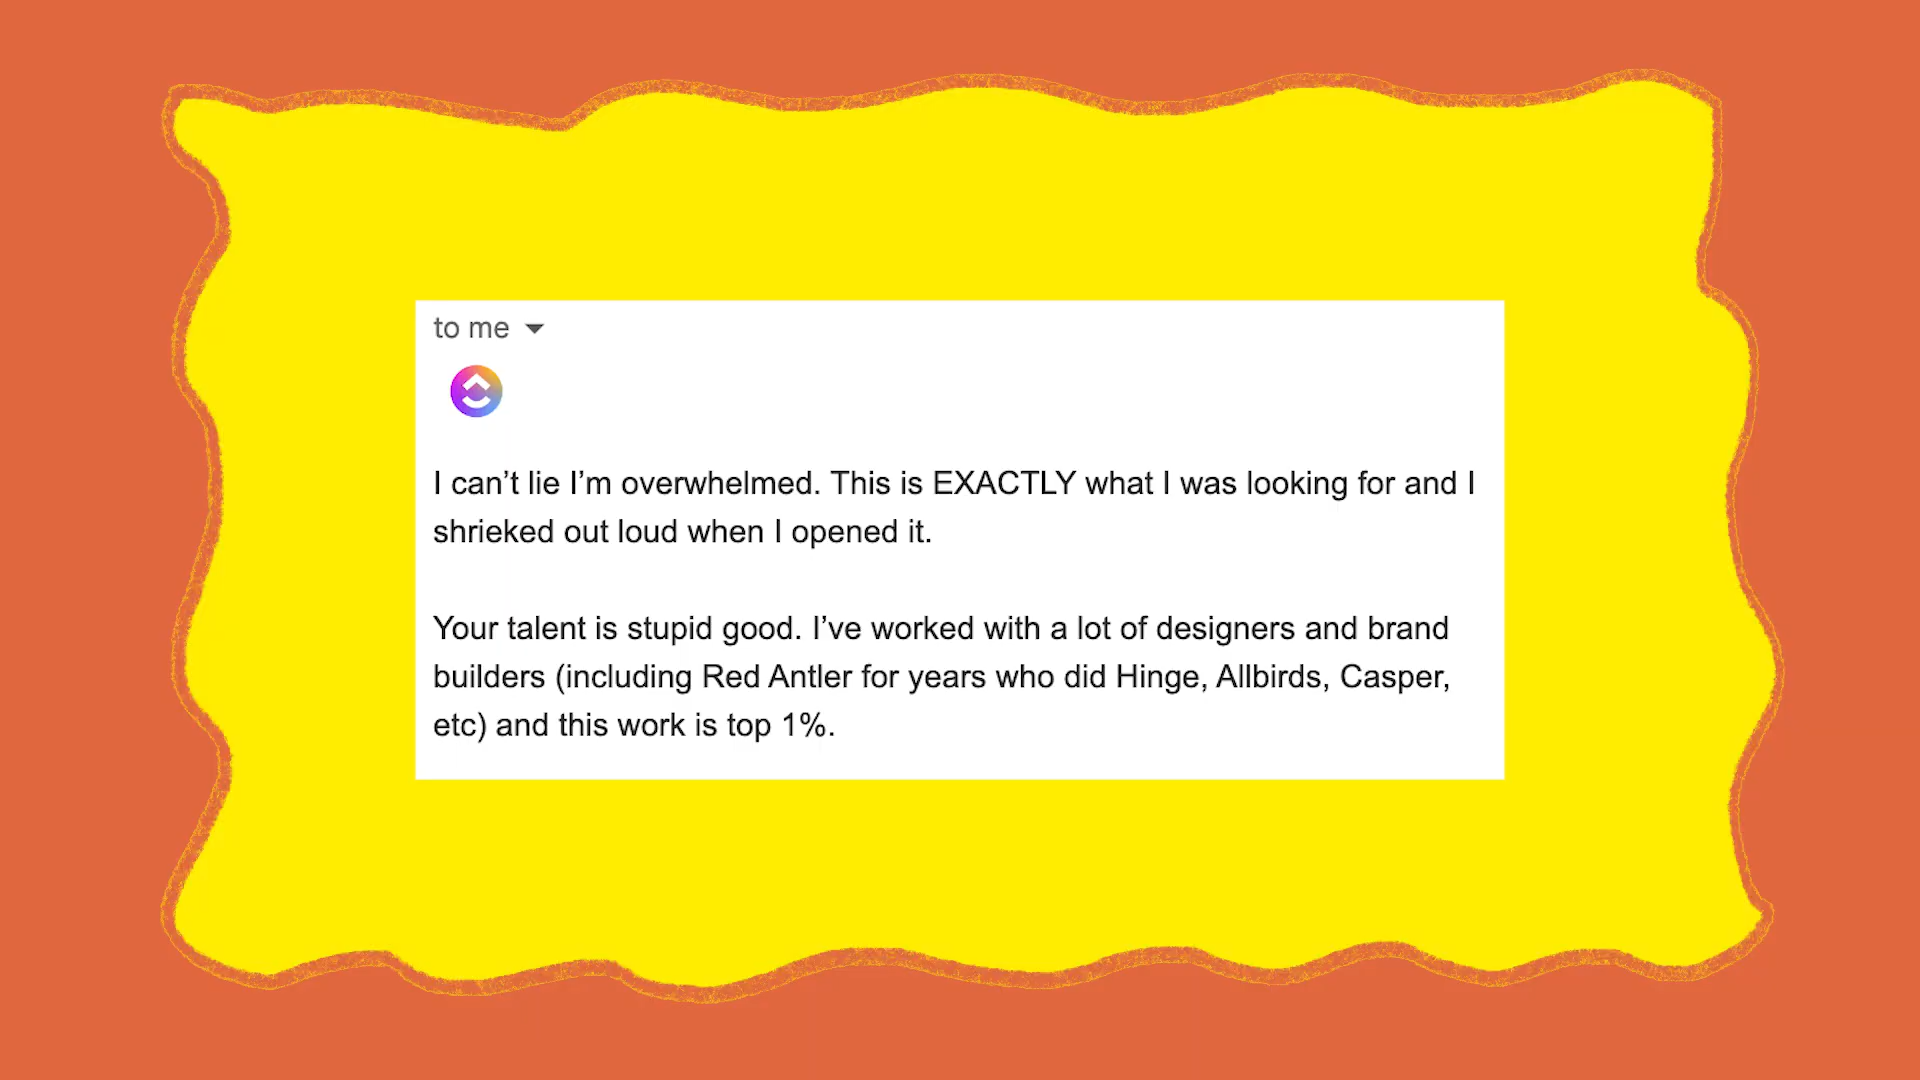 to me
I can’t lie I’m overwhelmed. This is EXACTLY what I was looking for and I
shrieked out loud when I opened it.
Your talent is stupid good. I’ve worked with a lot of designers and brand
builders (including Red Antler for years who did Hinge, Allbirds, Casper,
etc) and this work is top 1%.